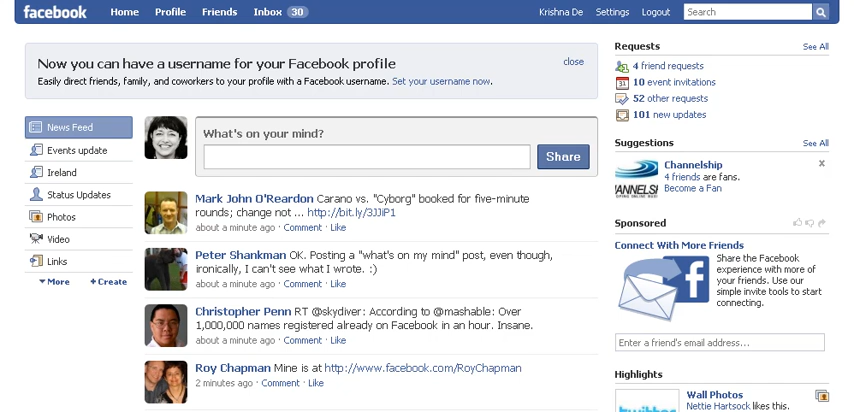 facebook Home Profile Friends Inbox 30 Krishna De Settings Logout Search
Now you can have a username for your Facebook profile close
Easily direct friends, family, and coworkers to your profile with a Facebook username. Set your username now.
News Feed
Events update
Ireland
Status Updates
Photos
Video
Links
More Create
What's on your mind?
Share
Mark John O'Reardon Carano vs. "Cyborg" booked for five-minute
rounds; change not ... http://bit.ly/3JJiP1
about a minute ago · Comment · Like
Peter Shankman OK. Posting a "what's on my mind" post, even though,
ironically, I can't see what I wrote. :)
about a minute ago · Comment · Like
Christopher Penn RT @skydiver: According to @mashable: Over
1,000,000 names registered already on Facebook in an hour. Insane.
about a minute ago · Comment · Like
Roy Chapman Mine is at http://www.facebook.com/RoyChapman
2 minutes ago · Comment · Like
Requests See All
4 friend requests
31 10 event invitations
52 other requests
101 new updates
Suggestions See All
Channelship
4 friends are fans.
Become a Fan
ANNELSI
Sponsored
Connect With More Friends
Share the Facebook
experience with more of
your friends. Use our
simple invite tools to start
connecting.
Enter a friend's email address...
Highlights
Wall Photos
Nettie Hartsock likes this.
twitter